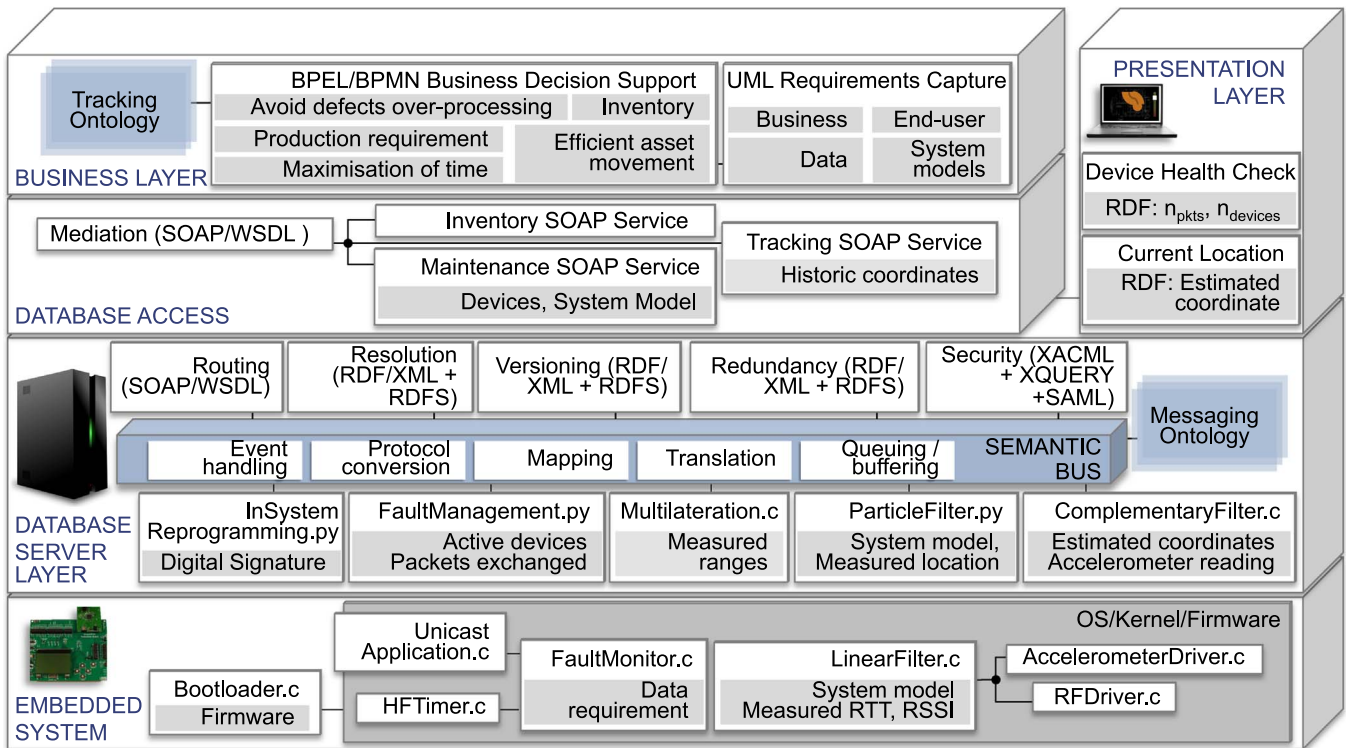 Tracking
Ontology
BUSINESS LAYER
BPEL/BPMN Business Decision Support
Avoid defects over-processing
Inventory
Production requirement
Efficient asset
movement
Maximisation of time
UML Requirements Capture
Business
End-user
Data
System
models
PRESENTATION
LAYER
Device Health Check
RDF: npkts, ndevices
Current Location
RDF: Estimated
coordinate
Mediation (SOAP/WSDL )
Inventory SOAP Service
Maintenance SOAP Service
Devices, System Model
Tracking SOAP Service
Historic coordinates
DATABASE ACCESS
Routing
(SOAP/WSDL)
Resolution
(RDF/XML +
RDFS)
Versioning (RDF/
XML + RDFS)
Redundancy (RDF/
XML + RDFS)
Security (XACML
+ XQUERY
+SAML)
Messaging
Ontology
Event
handling
Protocol
conversion
Mapping
Translation
Queuing /
buffering
SEMANTIC
BUS
DATABASE
SERVER
LAYER
InSystem
Reprogramming.py
Digital Signature
FaultManagement.py
Active devices
Packets exchanged
Multilateration.c
Measured
ranges
ParticleFilter.py
System model,
Measured location
ComplementaryFilter.c
Estimated coordinates
Accelerometer reading
OS/Kernel/Firmware
EMBEDDED
SYSTEM
Bootloader.c
Firmware
Unicast
Application.c
HFTimer.c
FaultMonitor.c
Data
requirement
LinearFilter.c
System model
Measured RTT, RSSI
AccelerometerDriver.c
RFDriver.c